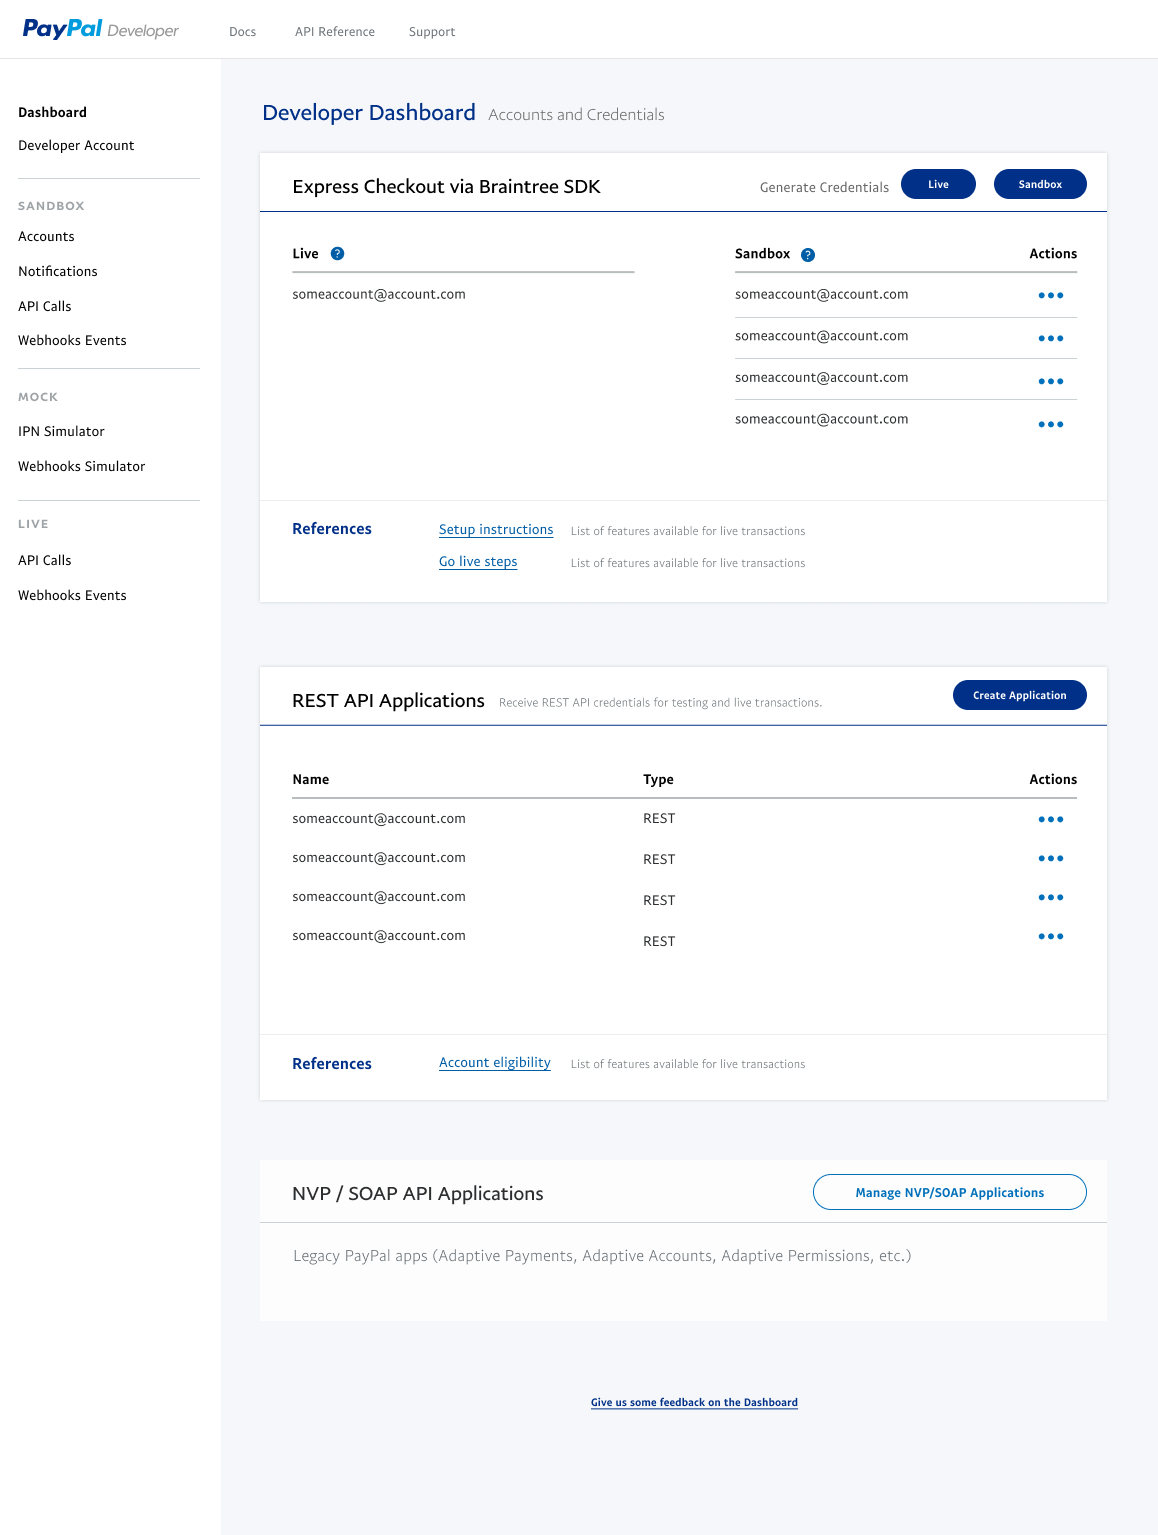 PayPal Developer
Docs API Reference Support
Dashboard
Developer Account
SANDBOX
Accounts
Notifications
API Calls
Webhooks Events
MOCK
IPN Simulator
Webhooks Simulator
LIVE
API Calls
Webhooks Events
Developer Dashboard Accounts and Credentials
Express Checkout via Braintree SDK Generate Credentials Live Sandbox
Live ? Sandbox ? Actions
someaccount@account.com someaccount@account.com
someaccount@account.com
someaccount@account.com
someaccount@account.com
References Setup instructions List of features available for live transactions
Go live steps List of features available for live transactions
REST API Applications Receive REST API credentials for testing and live transactions. Create Application
Name Type Actions
someaccount@account.com REST
someaccount@account.com REST
someaccount@account.com REST
someaccount@account.com REST
References Account eligibility List of features available for live transactions
NVP / SOAP API Applications Manage NVP/SOAP Applications
Legacy PayPal apps (Adaptive Payments, Adaptive Accounts, Adaptive Permissions, etc.)
Give us some feedback on the Dashboard